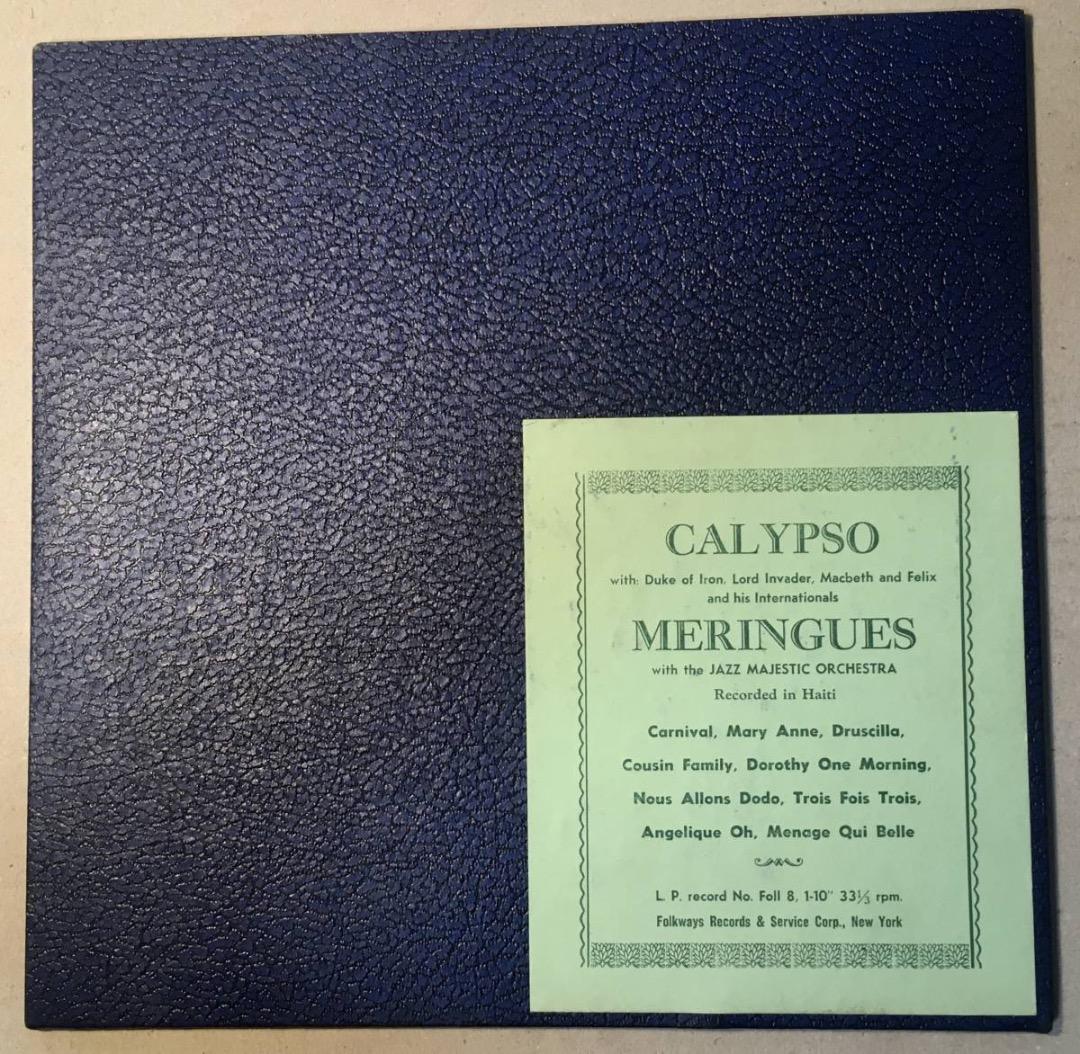 CALYPSO
with: Duke of Iron, Lord Invader, Macbeth and Felix
and his Internationals
MERINGUES
with the JAZZ MAJESTIC ORCHESTRA
Recorded in Haiti
Carnival, Mary Anne, Druscilla,
Cousin Family, Dorothy One Morning,
Nous Allons Dodo, Trois Fois Trois,
Angelique Oh, Menage Qui Belle
L. P. record No. Foll 8, 1-10" 33⅓ rpm.
Folkways Records & Service Corp., New York